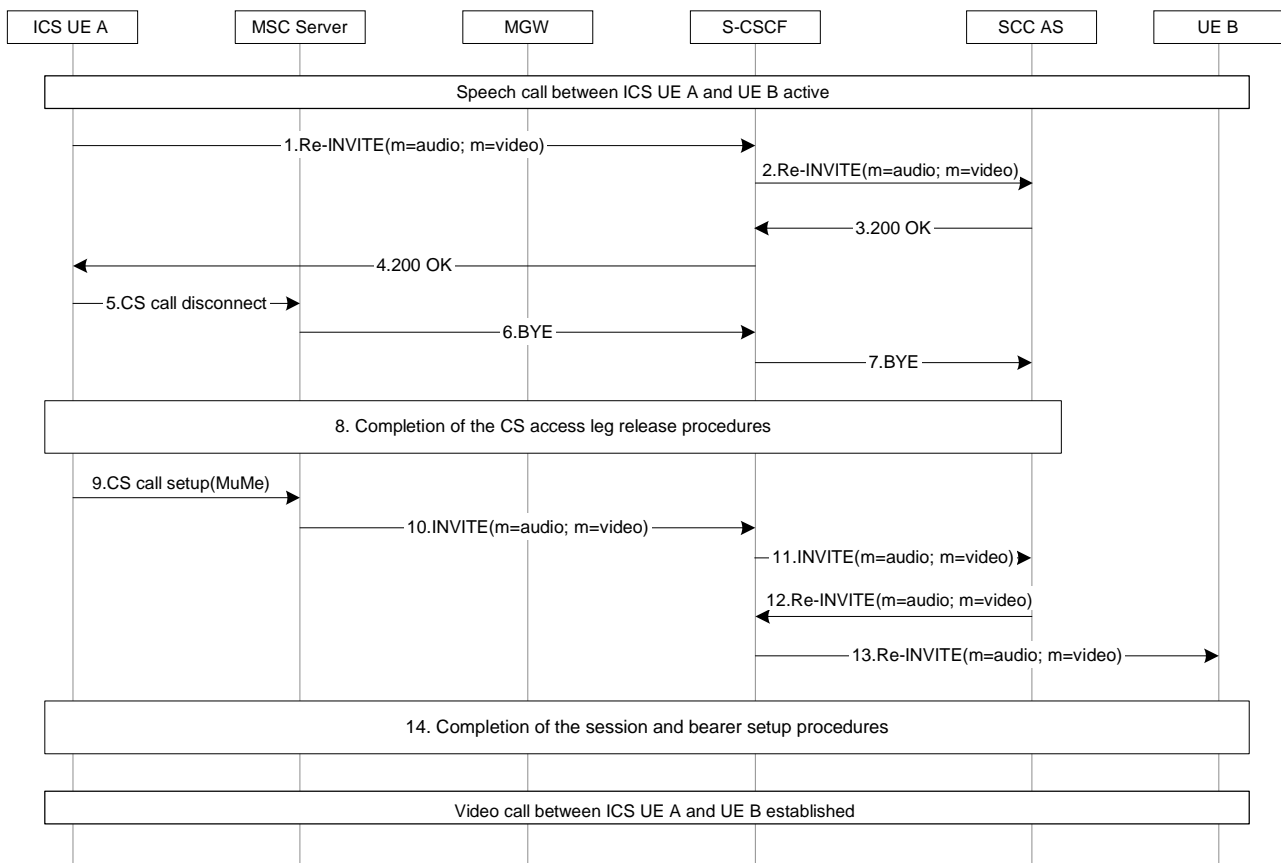 ICS UE A
MSC Server
MGW
S-CSCF
SCC AS
UE B
Speech call between ICS UE A and UE B active
1.Re-INVITE(m=audio; m=video)
2.Re-INVITE(m=audio; m=video)
3.200 OK
4.200 OK
5.CS call disconnect
6.BYE
7.BYE
8. Completion of the CS access leg release procedures
9.CS call setup(MuMe)
10.INVITE(m=audio; m=video)
11.INVITE(m=audio; m=video)
12.Re-INVITE(m=audio; m=video)
13.Re-INVITE(m=audio; m=video)
14. Completion of the session and bearer setup procedures
Video call between ICS UE A and UE B established